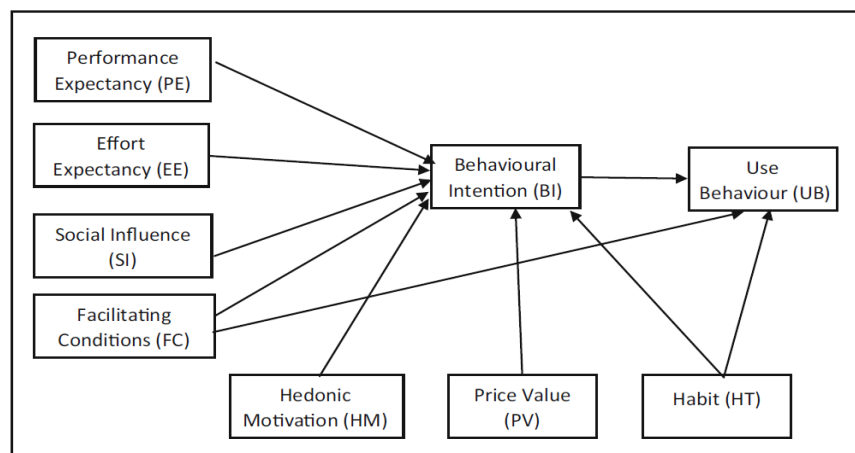 Performance
Expectancy (PE)
Effort
Expectancy (EE)
Behavioural
Intention (BI)
Use
Behaviour (UB)
Social Influence
(SI)
Facilitating
Conditions (FC)
Hedonic
Motivation (HM)
Price Value
(PV)
Habit (HT)